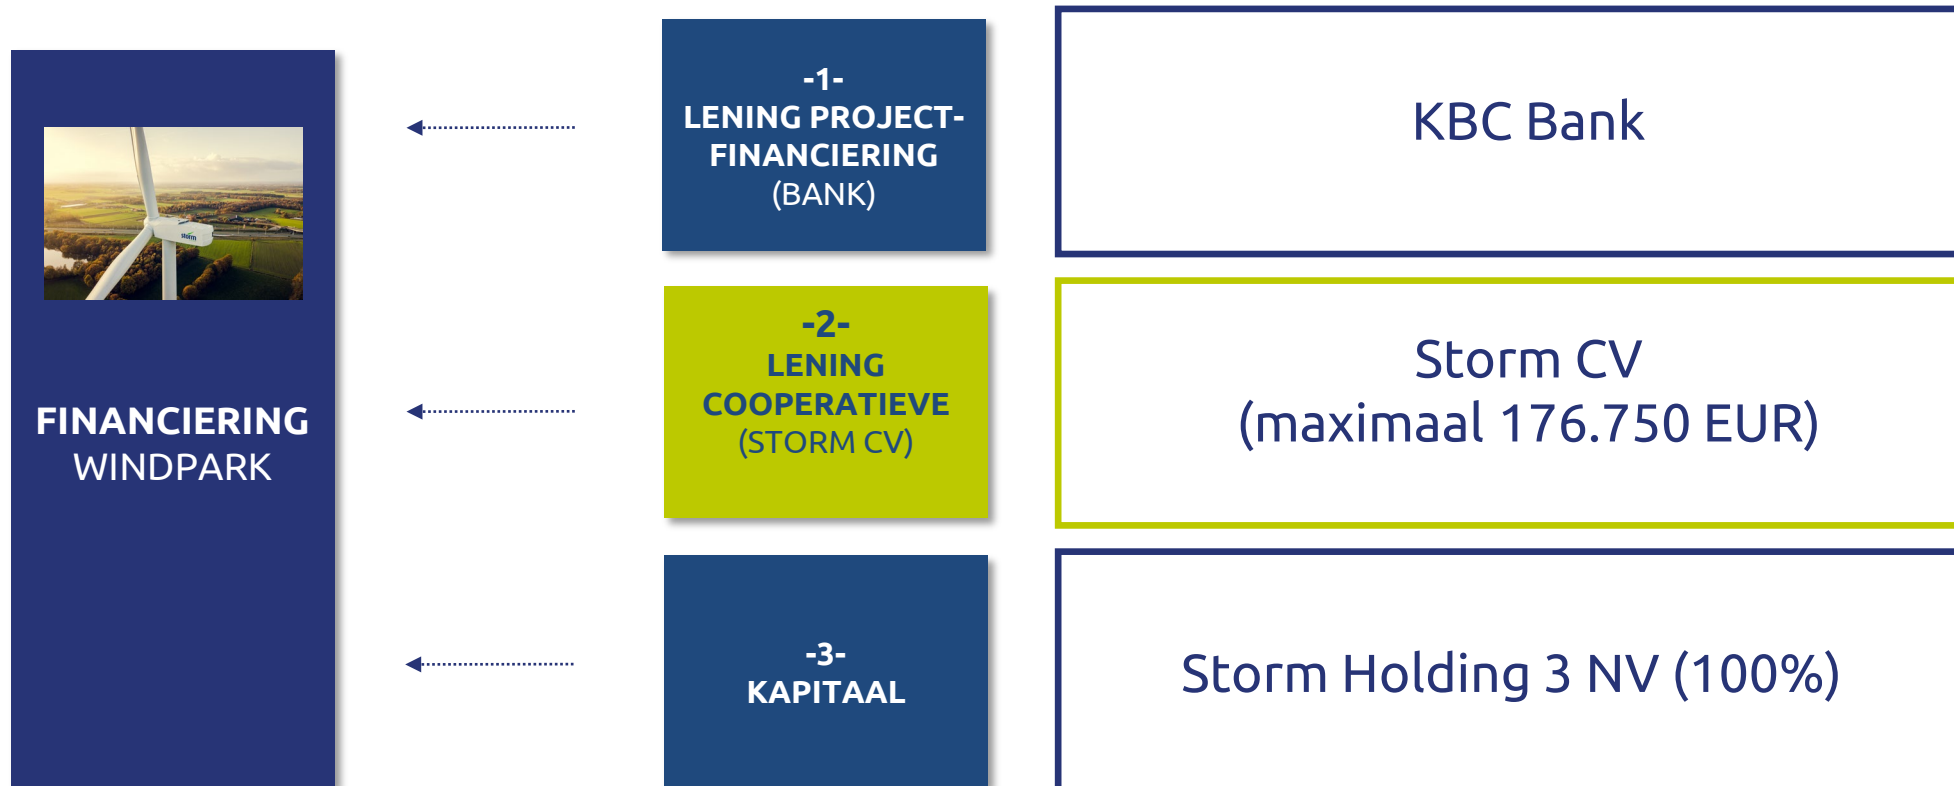 FINANCIERING
WINDPARK
storm
-1-
LENING PROJECT-
FINANCIERING
(BANK)
KBC Bank
-2-
LENING
COOPERATIEVE
(STORM CV)
Storm CV
(maximaal 176.750 EUR)
-3-
KAPITAAL
Storm Holding 3 NV (100%)